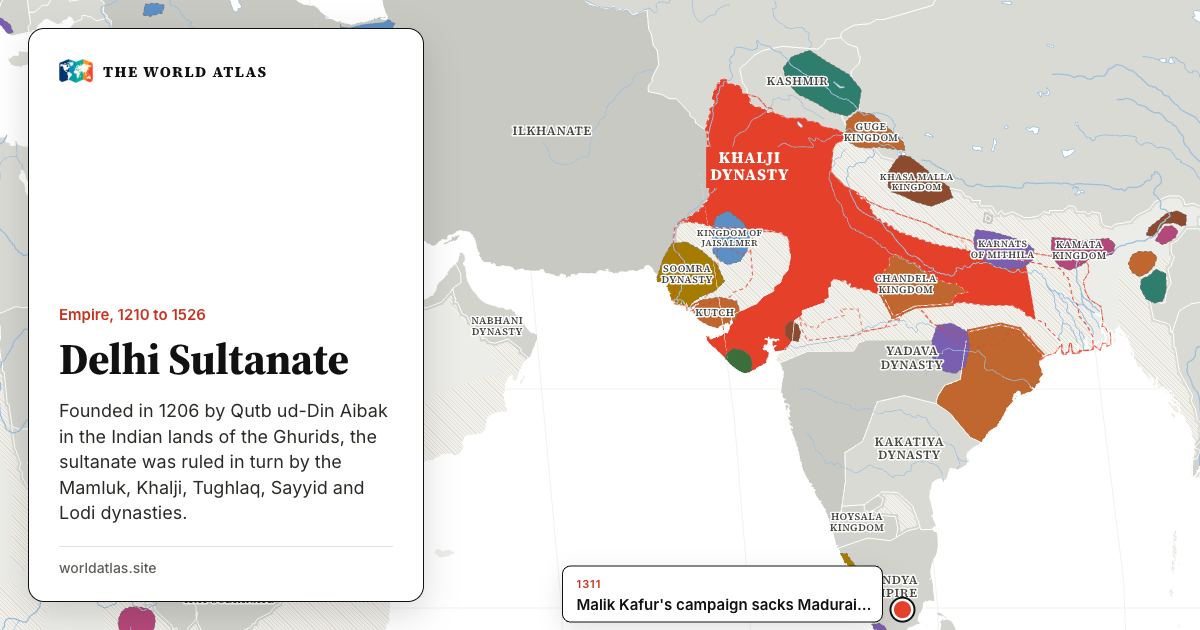 THE WORLD ATLAS
Empire, 1210 to 1526
Delhi Sultanate
Founded in 1206 by Qutb ud-Din Aibak
in the Indian lands of the Ghurids, the
sultanate was ruled in turn by the
Mamluk, Khalji, Tughlaq, Sayyid and
Lodi dynasties.
worldatlas.site
ILKHANATE
KASHMIR
GUGE
KINGDOM
KHALJI
DYNASTY
KHASA MALLA
KINGDOM
KINGDOM OF
JAISALMER
KARNATS
OF MITHILA
KAMATA
KINGDOM
SOOMRA
DYNASTY
CHANDELA
KINGDOM
KUTCH
NABHANI
DYNASTY
YADAVA
DYNASTY
KAKATIYA
DYNASTY
HOYSALA
KINGDOM
NDYA
PIRE
1311
Malik Kafur's campaign sacks Madurai…